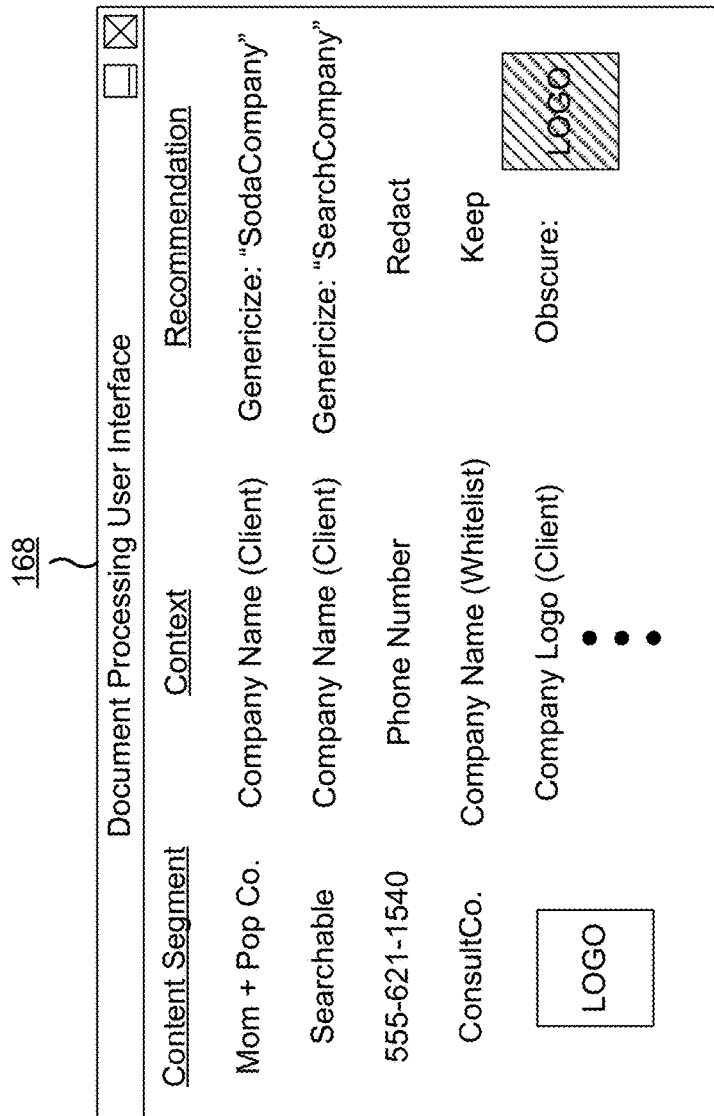 168
Document Processing User Interface
Content Segment Context Recommendation
Mom + Pop Co. Company Name (Client) Genericize: “SodaCompany”
Searchable Company Name (Client) Genericize: “SearchCompany”
555-621-1540 Phone Number Redact
ConsultCo. Company Name (Whitelist) Keep
LOGO Company Logo (Client) Obscure: LOGO